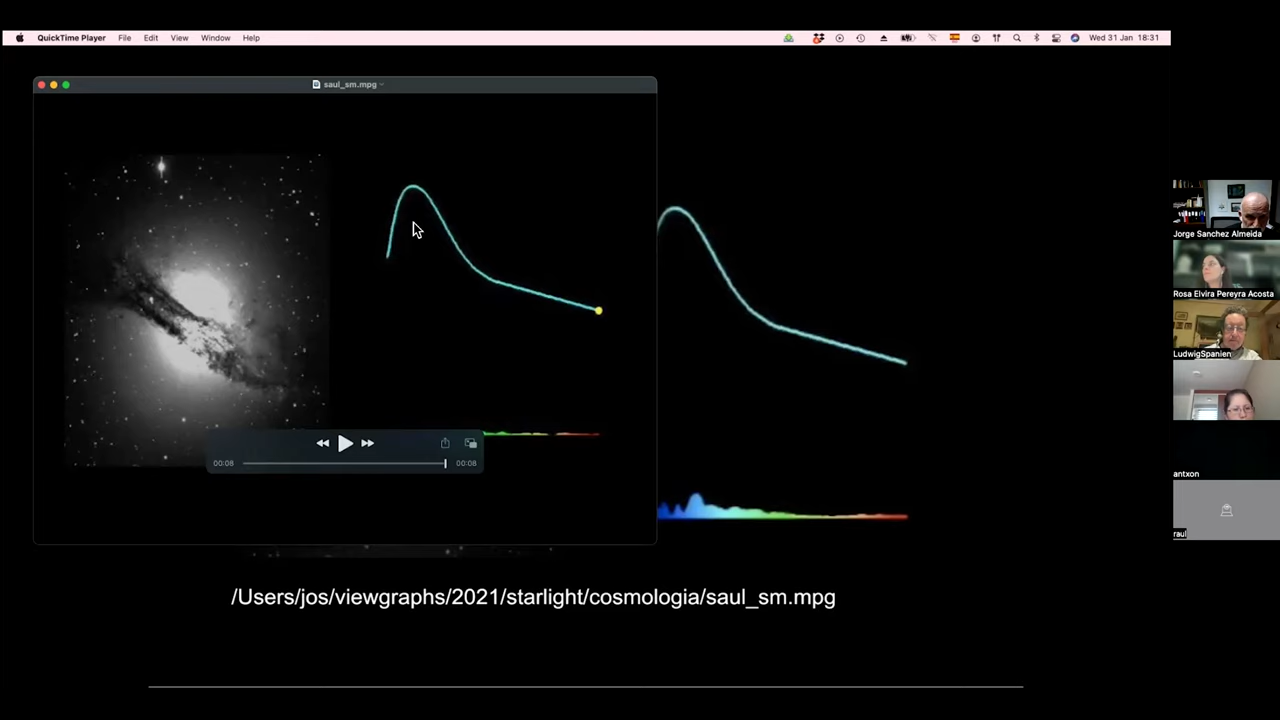 QuickTime Player File Edit View Window Help Wed 31 Jan 18:31
saul_sm.mpg
00:08 00:08
/Users/jos/viewgraphs/2021/starlight/cosmologia/saul_sm.mpg
Jorge Sanchez Almeida
Rosa Elvira Pereyra Acosta
LudwigSpanien
antxon
raul